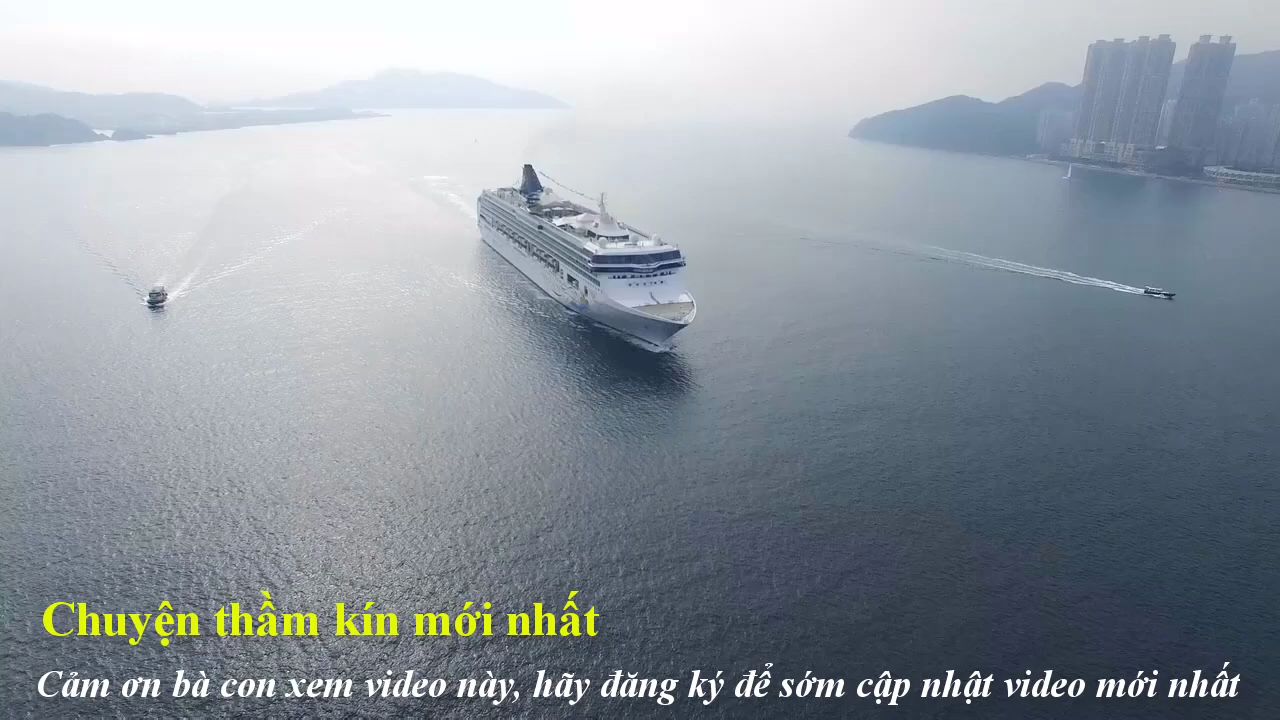 Chuyện thầm kín mới nhất
Cảm ơn bà con xem video này, hãy đăng ký để sớm cập nhật video mới nhất